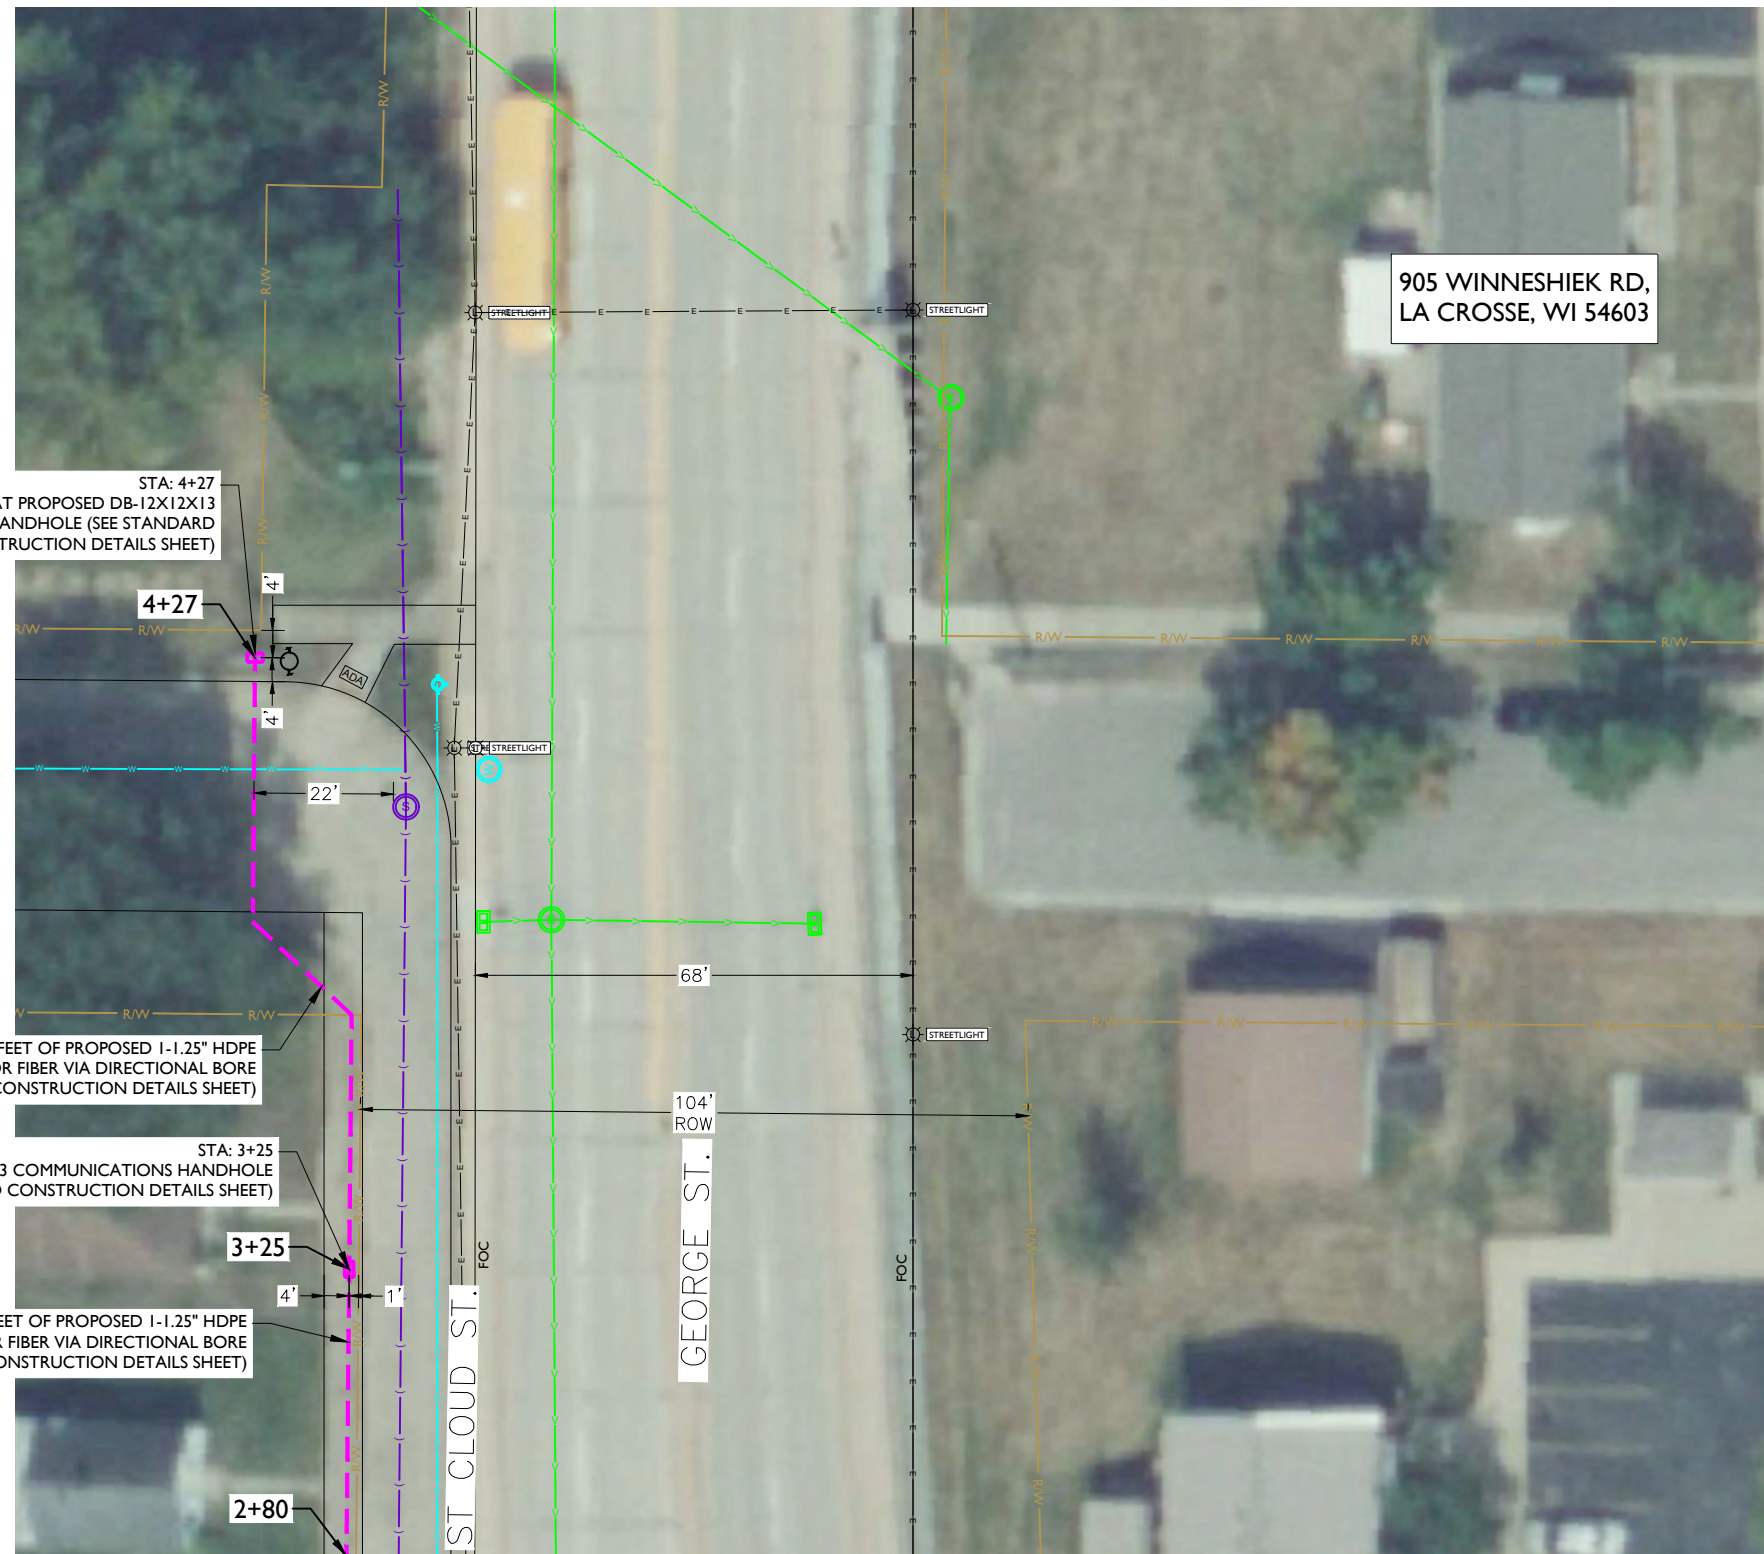 905 WINNESHIEK RD,
LA CROSSE, WI 54603
STREETLIGHT
STREETLIGHT
STA: 4+27
AT PROPOSED DB-12X12X13
ANDHOLE (SEE STANDARD
TRUCTION DETAILS SHEET)
4+27
4'
4'
ADA
R/W
R/W
R/W
R/W
R/W
R/W
R/W
R/W
STREETLIGHT
22'
S
68'
STREETLIGHT
R/W
R/W
FEET OF PROPOSED 1-1.25" HDPE
OR FIBER VIA DIRECTIONAL BORE
CONSTRUCTION DETAILS SHEET)
104'
ROW
STA: 3+25
3 COMMUNICATIONS HANDHOLE
D CONSTRUCTION DETAILS SHEET)
3+25
4'
1'
FOC
FOC
GEORGE ST.
ST CLOUD ST.
EET OF PROPOSED 1-1.25" HDPE
R FIBER VIA DIRECTIONAL BORE
ONSTRUCTION DETAILS SHEET)
2+80